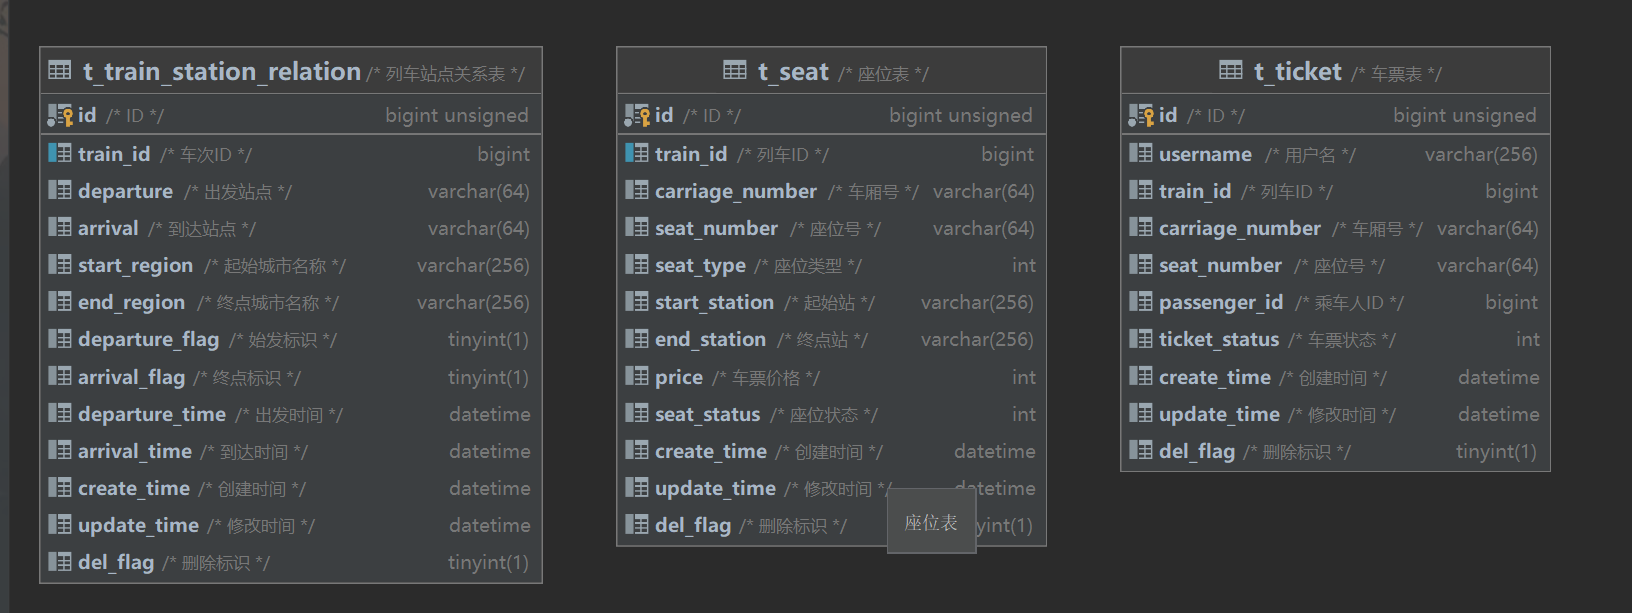 t_train_station_relation /* 列车站点关系表 */
id /* ID */ bigint unsigned
train_id /* 车次ID */ bigint
departure /* 出发站点 */ varchar(64)
arrival /* 到达站点 */ varchar(64)
start_region /* 起始城市名称 */ varchar(256)
end_region /* 终点城市名称 */ varchar(256)
departure_flag /* 始发标识 */ tinyint(1)
arrival_flag /* 终点标识 */ tinyint(1)
departure_time /* 出发时间 */ datetime
arrival_time /* 到达时间 */ datetime
create_time /* 创建时间 */ datetime
update_time /* 修改时间 */ datetime
del_flag /* 删除标识 */ tinyint(1)
t_seat /* 座位表 */
id /* ID */ bigint unsigned
train_id /* 列车ID */ bigint
carriage_number /* 车厢号 */ varchar(64)
seat_number /* 座位号 */ varchar(64)
seat_type /* 座位类型 */ int
start_station /* 起始站 */ varchar(256)
end_station /* 终点站 */ varchar(256)
price /* 车票价格 */ int
seat_status /* 座位状态 */ int
create_time /* 创建时间 */ datetime
update_time /* 修改时间 */ datetime
del_flag /* 删除标识 */ yint(1)
座位表
t_ticket /* 车票表 */
id /* ID */ bigint unsigned
username /* 用户名 */ varchar(256)
train_id /* 列车ID */ bigint
carriage_number /* 车厢号 */ varchar(64)
seat_number /* 座位号 */ varchar(64)
passenger_id /* 乘车人ID */ bigint
ticket_status /* 车票状态 */ int
create_time /* 创建时间 */ datetime
update_time /* 修改时间 */ datetime
del_flag /* 删除标识 */ tinyint(1)